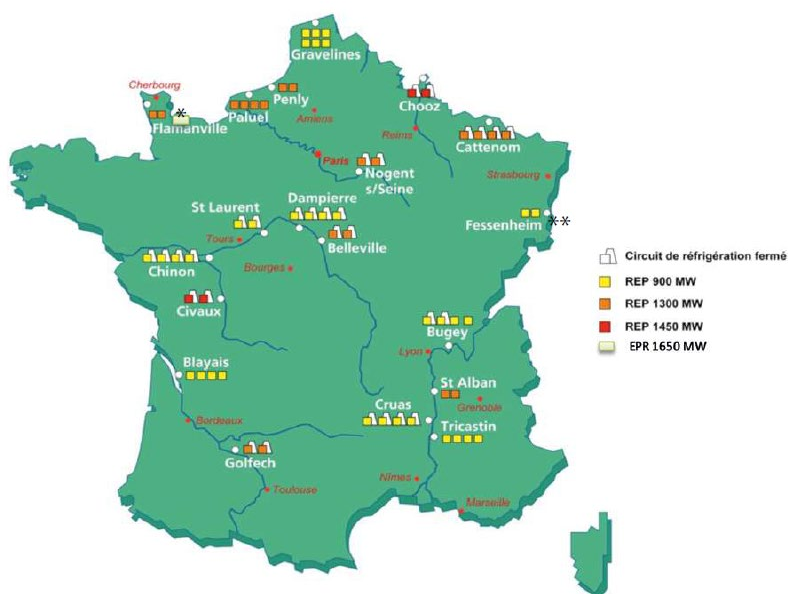 Gravelines
Cherbourg
*
Flamanville
Penly
Paluel
Amiens
Chooz
Reims
Cattenom
Paris
Nogent
s/Seine
Strasbourg
Fessenheim
**
St Laurent
Dampierre
Tours
Belleville
Chinon
Bourges
Civaux
Bugey
Lyon
Blayais
St Alban
Grenoble
Cruas
Tricastin
Bordeaux
Golfech
Toulouse
Nîmes
Marseille
Circuit de réfrigération fermé
REP 900 MW
REP 1300 MW
REP 1450 MW
EPR 1650 MW